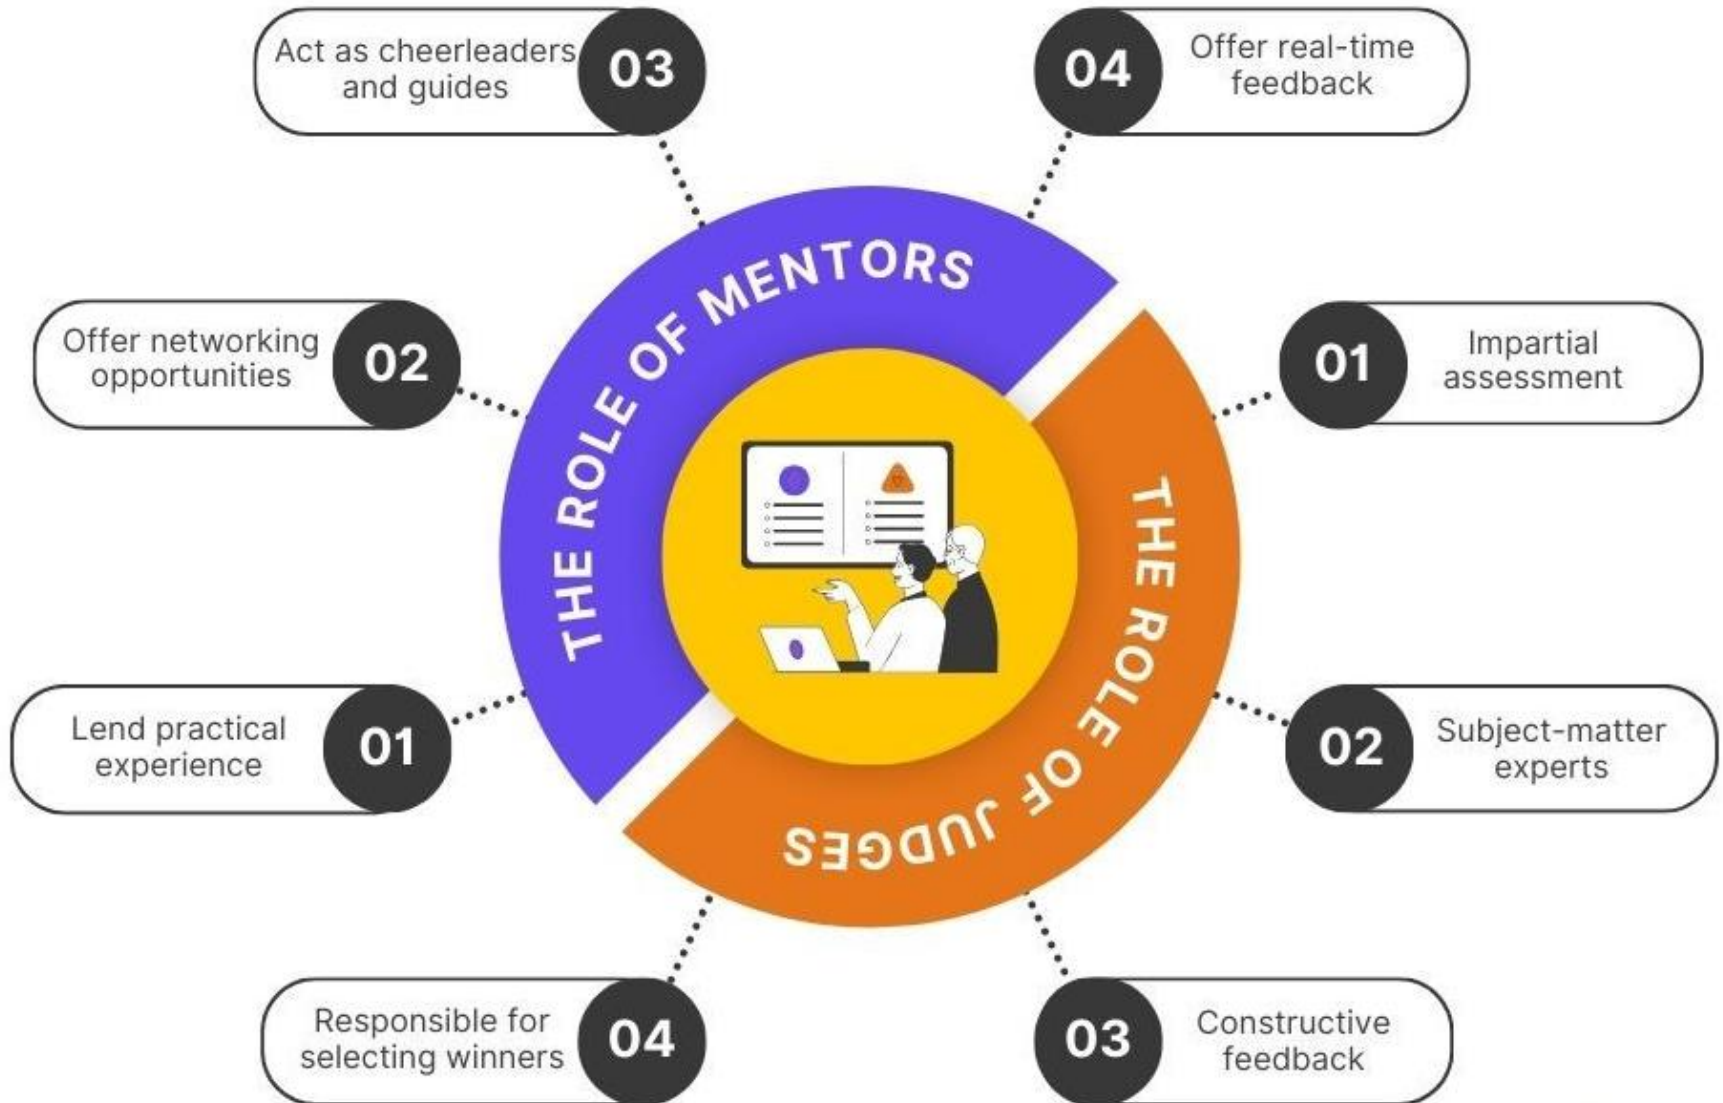 Act as cheerleaders
and guides
03
04
Offer real-time
feedback
THE ROLE OF MENTORS
Offer networking
opportunities
02
01
Impartial
assessment
THE ROLE OF JUDGES
Lend practical
experience
01
02
Subject-matter
experts
Responsible for
selecting winners
04
03
Constructive
feedback